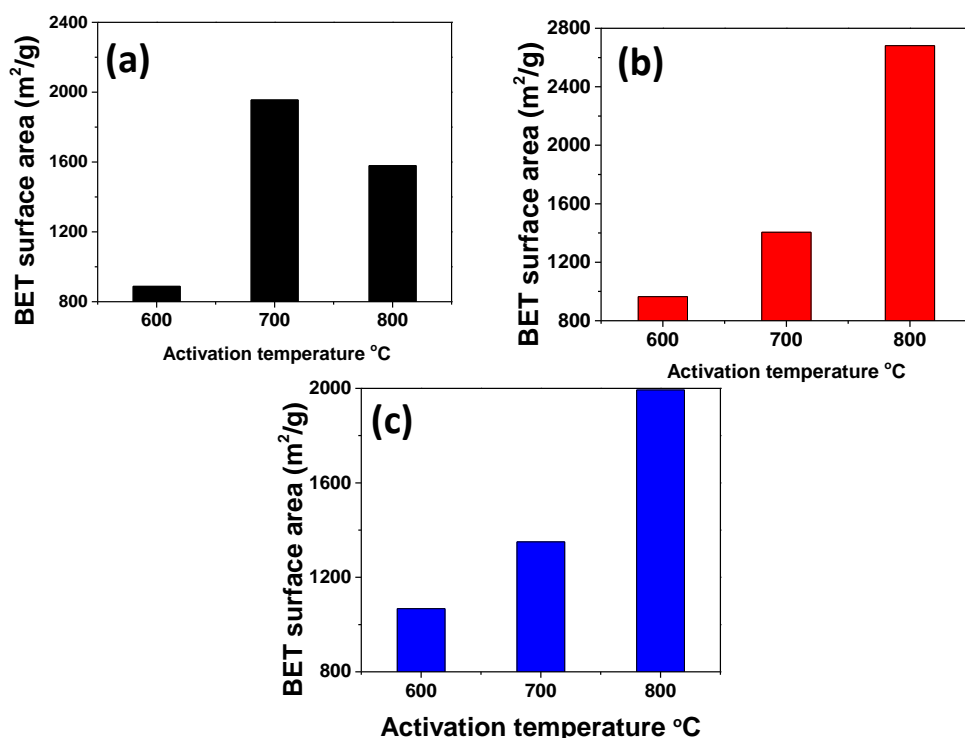 (a)
BET surface area (m²/g)
2400
2000
1600
1200
800
600 700 800
Activation temperature °C
(b)
BET surface area (m²/g)
2800
2600
2400
1600
1200
800
600 700 800
Activation temperature °C
(c)
BET surface area (m²/g)
2000
1600
1200
800
600 700 800
Activation temperature °C